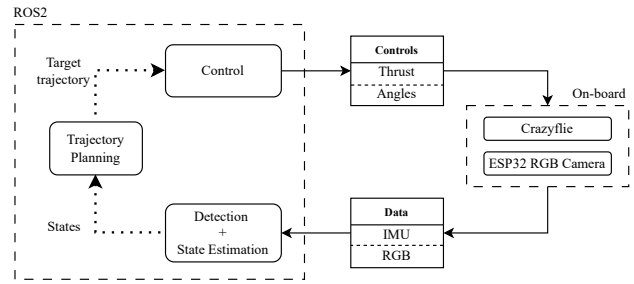 ROS2
Target
trajectory
Control
Trajectory
Planning
States
Detection
+
State Estimation
Controls
Thrust
Angles
Data
IMU
RGB
On-board
Crazyflie
ESP32 RGB Camera